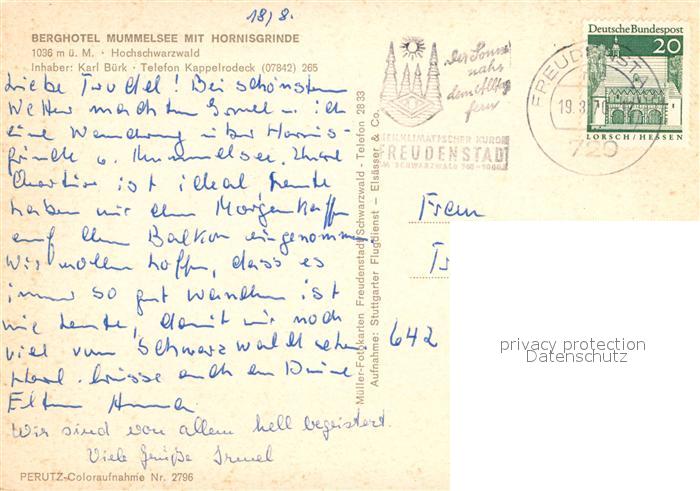 18/8.
BERGHOTEL MUMMELSEE MIT HORNISGRINDE
1036 m ü. M. · Hochschwarzwald
Inhaber: Karl Bürk · Telefon Kappelrodeck (07842) 265
Liebe Trudel! Bei schönstem
Wetter machten Irmel u. ich
eine Wanderung über Hornis-
grinde u. Mummelsee. Unser
Quartier ist ideal, heute
haben wir den Morgenkaffee
auf dem Balkon eingenommen.
Wir wollen hoffen, dass es
immer so gut wandern ist
wie heute, damit wir noch
viel vom Schwarzwald sehen.
Herzl. Grüsse auch an Deine
Eltern
Wir sind von allem hell begeistert.
Viele Grüße Irmel
PERUTZ-Coloraufnahme Nr. 2796
Müller-Fotokarten Freudenstadt/Schwarzwald - Telefon 2833
Aufnahme: Stuttgarter Flugdienst — Elsässer & Co.
der Sonne
nahe
dem Alltag
fern
HEILKLIMATISCHER KURORT
FREUDENSTADT
IM SCHWARZWALD
FREUDENSTA
19.8.70
729
Deutsche Bundespost
20
LORSCH/HESSEN
642
privacy protection
Datenschutz